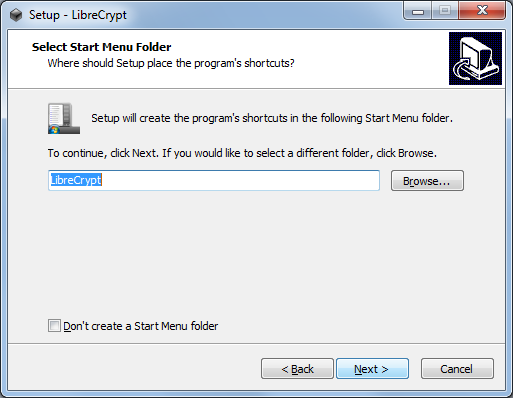 Setup - LibreCrypt
Select Start Menu Folder
Where should Setup place the program's shortcuts?
Setup will create the program's shortcuts in the following Start Menu folder.
To continue, click Next. If you would like to select a different folder, click Browse.
LibreCrypt
Browse...
Don't create a Start Menu folder
< Back
Next >
Cancel